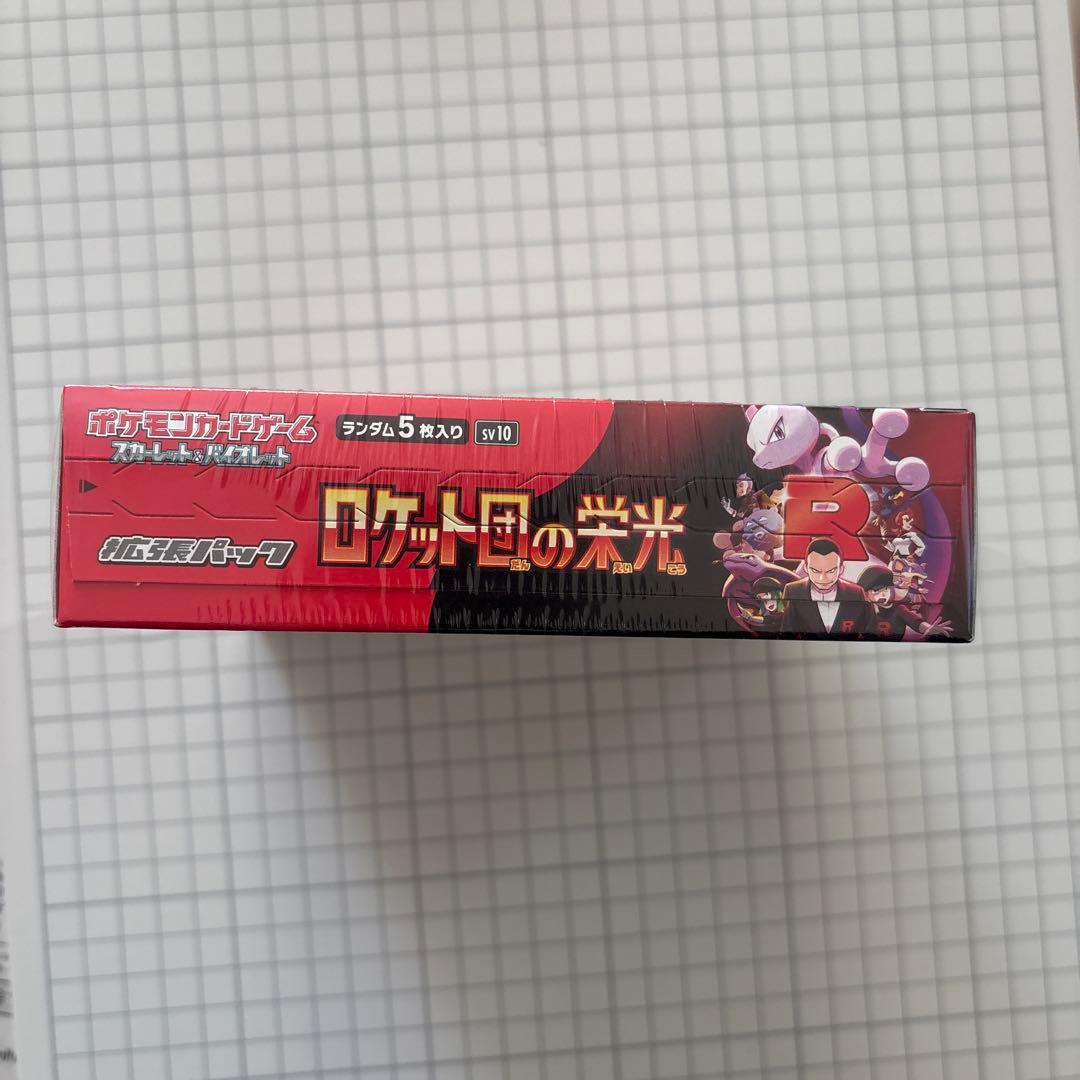 ポケモンカードゲーム
スカーレット&バイオレット
ランダム5枚入り
SV10
拡張パック
ロケット団の栄光
だん
えい
こう
R
R
R